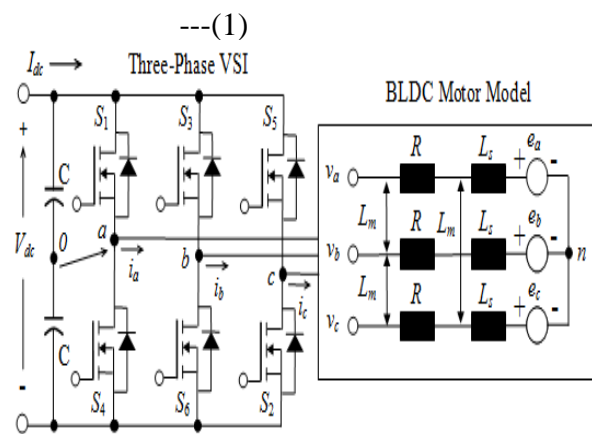 ---(1)
I_dc
Three-Phase VSI
BLDC Motor Model
S_1
S_3
S_5
+
C
V_dc
0
a
i_a
b
i_b
c
i_c
C
-
S_4
S_6
S_2
v_a
R
L_s
+
e_a
-
L_m
L_m
v_b
R
L_s
+
e_b
-
n
L_m
v_c
R
L_s
+
e_c
-